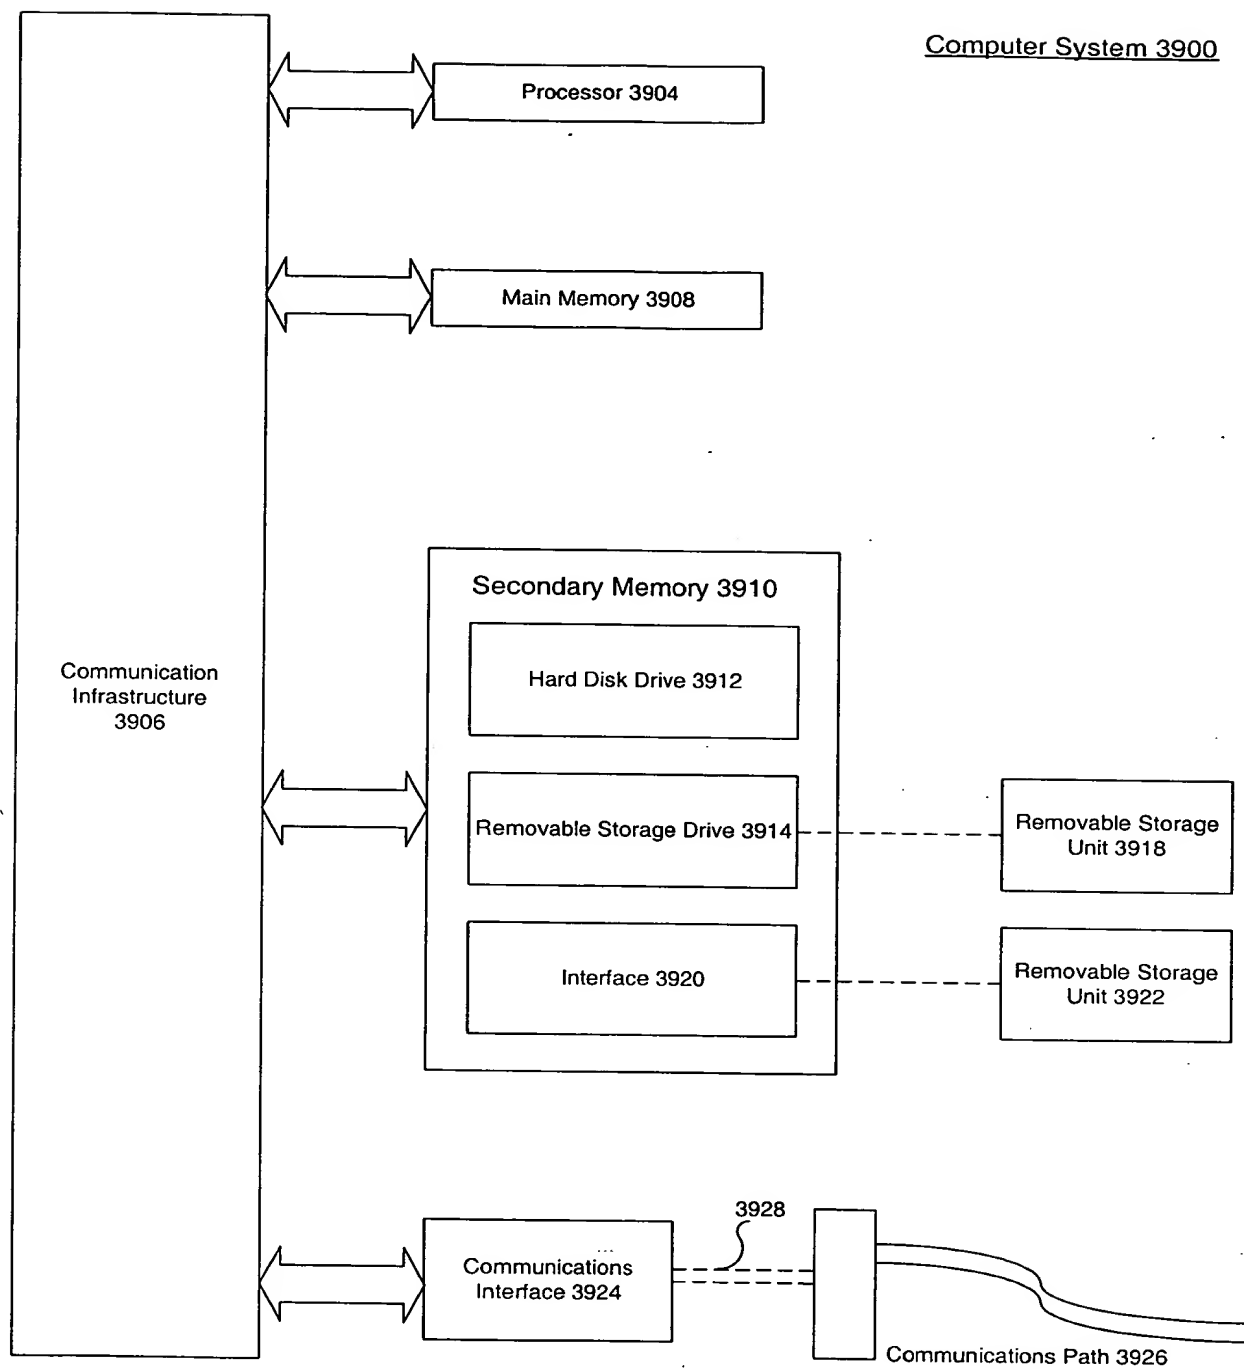 Computer System 3900
Processor 3904
Main Memory 3908
Secondary Memory 3910
Hard Disk Drive 3912
Communication
Infrastructure
3906
Removable Storage Drive 3914
Removable Storage
Unit 3918
Interface 3920
Removable Storage
Unit 3922
3928
Communications
Interface 3924
Communications Path 3926